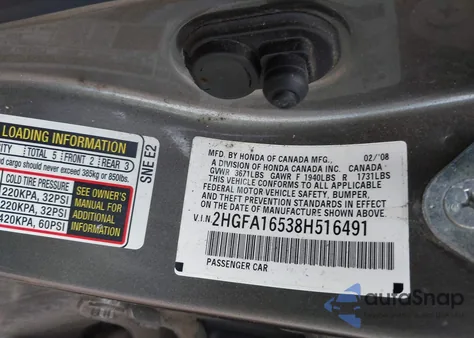 LOADING INFORMATION
CITY TOTAL 5 FRONT 2 REAR 3
d cargo should never exceed 385kg or 850lbs.
COLD TIRE PRESSURE
220KPA, 32PSI
220KPA, 32PSI
420KPA, 60PSI
SEE OWNER'S
MANUAL FOR
ADDITIONAL
INFORMATION
SNE E2
MFD. BY HONDA OF CANADA MFG., 02/'08
A DIVISION OF HONDA CANADA INC. CANADA
GVWR 3671LBS GAWR F 1940LBS R 1731LBS
THIS VEHICLE CONFORMS TO ALL APPLICABLE
FEDERAL MOTOR VEHICLE SAFETY, BUMPER,
AND THEFT PREVENTION STANDARDS IN EFFECT ON
THE DATE OF MANUFACTURE SHOWN ABOVE.
V.I.N. 2HGFA16538H516491
PASSENGER CAR
autoSnap